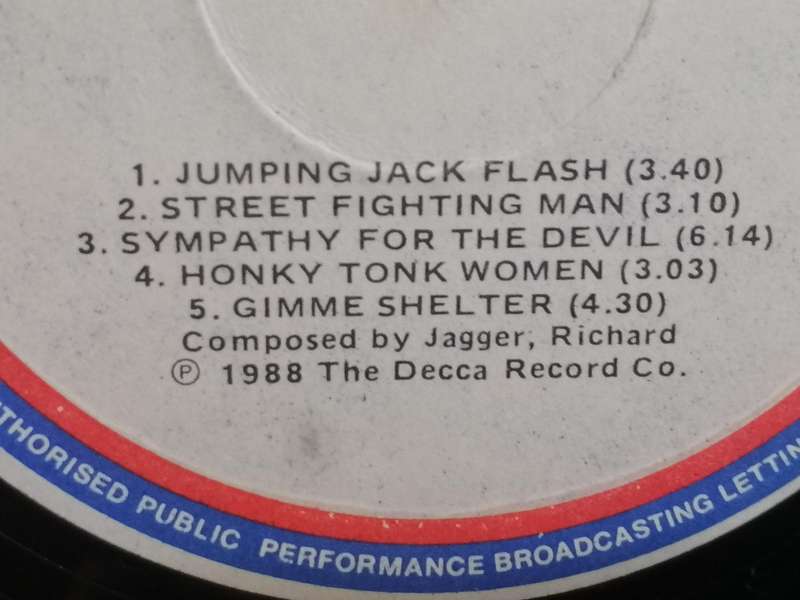 1. JUMPING JACK FLASH (3.40)
2. STREET FIGHTING MAN (3.10)
3. SYMPATHY FOR THE DEVIL (6.14)
4. HONKY TONK WOMEN (3.03)
5. GIMME SHELTER (4.30)
Composed by Jagger, Richard
℗ 1988 The Decca Record Co.
THORISED PUBLIC PERFORMANCE BROADCASTING LETTIN